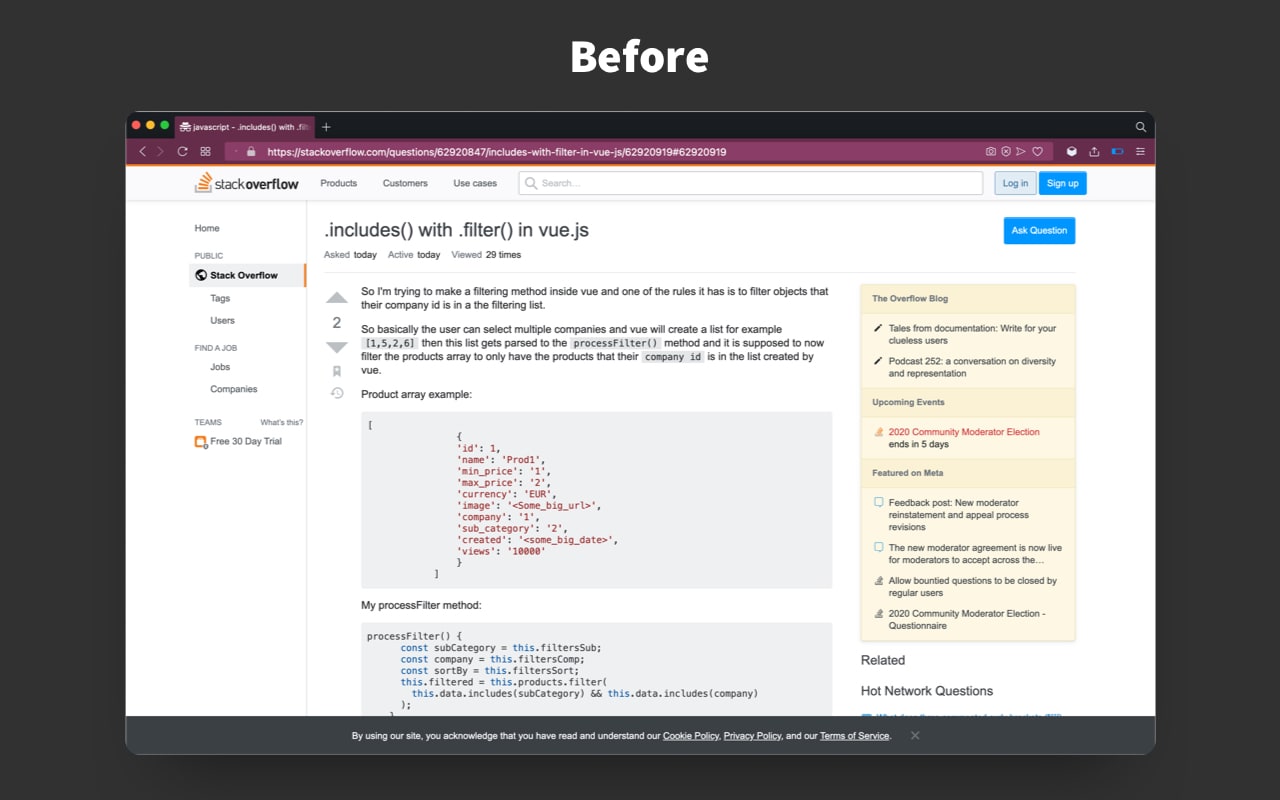 Before
javascript - .includes() with .filt
https://stackoverflow.com/questions/62920847/includes-with-filter-in-vue-js/62920919#62920919
stackoverflow
Products
Customers
Use cases
Search…
Log in
Sign up
Home
PUBLIC
Stack Overflow
Tags
Users
FIND A JOB
Jobs
Companies
TEAMS
What's this?
Free 30 Day Trial
.includes() with .filter() in vue.js
Ask Question
Asked today Active today Viewed 29 times
2
So I'm trying to make a filtering method inside vue and one of the rules it has is to filter objects that
their company id is in a the filtering list.
So basically the user can select multiple companies and vue will create a list for example
[1,5,2,6] then this list gets parsed to the processFilter() method and it is supposed to now
filter the products array to only have the products that their company id is in the list created by
vue.
Product array example:
[
{
'id': 1,
'name': 'Prod1',
'min_price': '1',
'max_price': '2',
'currency': 'EUR',
'image': '<Some_big_url>',
'company': '1',
'sub_category': '2',
'created': '<some_big_date>',
'views': '10000'
}
]
My processFilter method:
processFilter() {
const subCategory = this.filtersSub;
const company = this.filtersComp;
const sortBy = this.filtersSort;
this.filtered = this.products.filter(
this.data.includes(subCategory) && this.data.includes(company)
);
}
The Overflow Blog
Tales from documentation: Write for your
clueless users
Podcast 252: a conversation on diversity
and representation
Upcoming Events
2020 Community Moderator Election
ends in 5 days
Featured on Meta
Feedback post: New moderator
reinstatement and appeal process
revisions
The new moderator agreement is now live
for moderators to accept across the…
Allow bountied questions to be closed by
regular users
2020 Community Moderator Election -
Questionnaire
Related
Hot Network Questions
By using our site, you acknowledge that you have read and understand our Cookie Policy, Privacy Policy, and our Terms of Service.